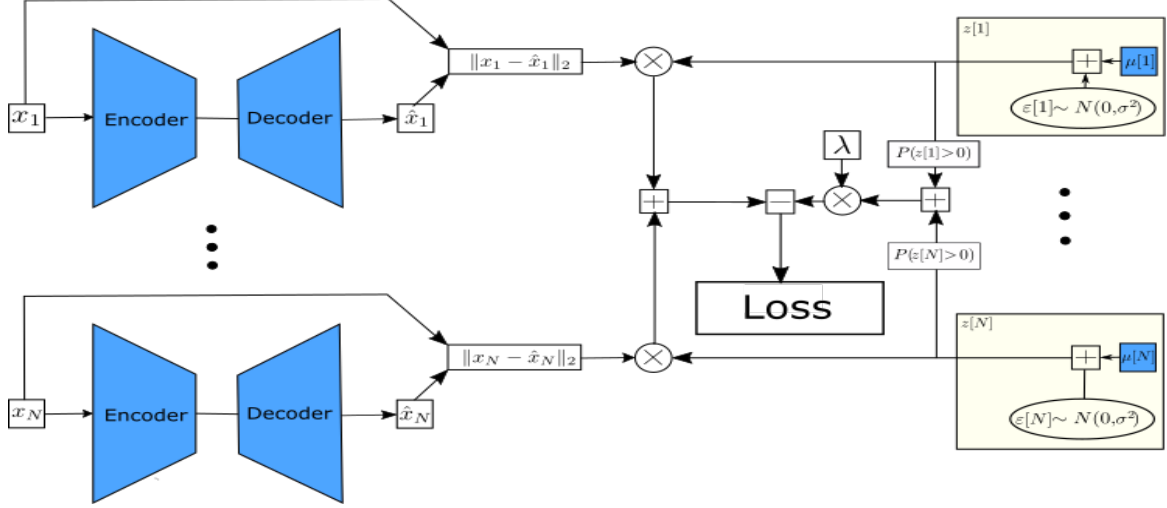 z[1]
‖x₁ − x̂₁‖₂
×
+
μ[1]
x₁
Encoder
Decoder
x̂₁
ε[1]∼ N(0,σ²)
λ
P(z[1]>0)
+
−
×
+
P(z[N]>0)
Loss
z[N]
‖x_N − x̂_N‖₂
×
+
μ[N]
x_N
Encoder
Decoder
x̂_N
ε[N]∼ N(0,σ²)